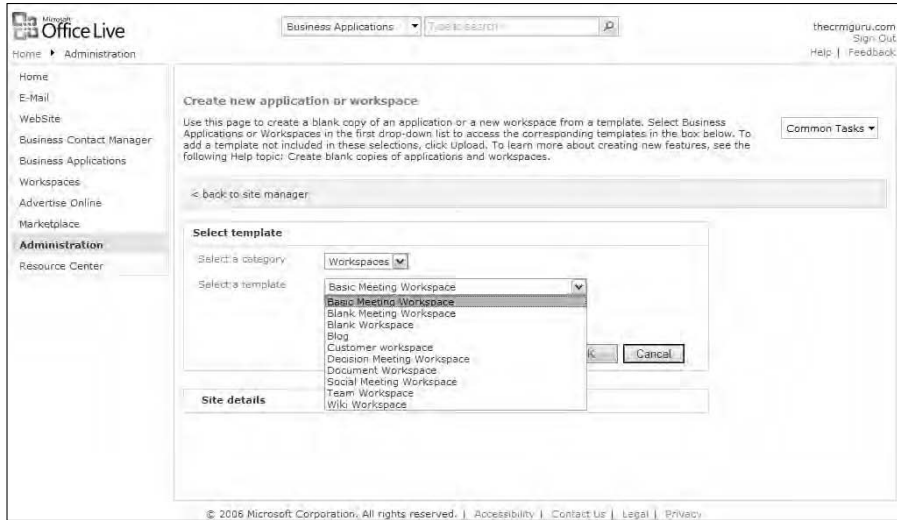 Microsoft
Office Live
Business Applications
Type to search
thecrmguru.com
Sign Out
Help | Feedback
Home ▸ Administration
Home
E-Mail
WebSite
Business Contact Manager
Business Applications
Workspaces
Advertise Online
Marketplace
Administration
Resource Center
Create new application or workspace
Use this page to create a blank copy of an application or a new workspace from a template. Select Business
Applications or Workspaces in the first drop-down list to access the corresponding templates in the box below. To
add a template not included in these selections, click Upload. To learn more about creating new features, see the
following Help topic: Create blank copies of applications and workspaces.
Common Tasks
< back to site manager
Select template
Select a category
Workspaces
Select a template
Basic Meeting Workspace
Basic Meeting Workspace
Blank Meeting Workspace
Blank Workspace
Blog
Customer workspace
Decision Meeting Workspace
Document Workspace
Social Meeting Workspace
Team Workspace
Wiki Workspace
K
Cancel
Site details
© 2006 Microsoft Corporation. All rights reserved. | Accessibility | Contact Us | Legal | Privacy